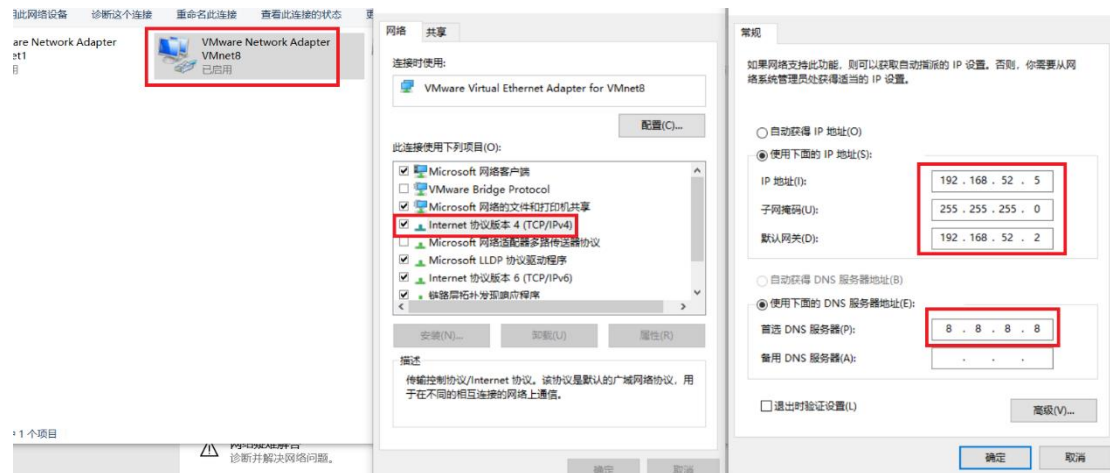 此网络设备 诊断这个连接 重命名此连接 查看此连接的状态
are Network Adapter
et1
用
VMware Network Adapter
VMnet8
已启用
1 个项目
诊断并解决网络问题。
网络 共享
连接时使用:
VMware Virtual Ethernet Adapter for VMnet8
配置(C)...
此连接使用下列项目(O):
Microsoft 网络客户端
VMware Bridge Protocol
Microsoft 网络的文件和打印机共享
Internet 协议版本 4 (TCP/IPv4)
Microsoft 网络适配器多路传送器协议
Microsoft LLDP 协议驱动程序
Internet 协议版本 6 (TCP/IPv6)
链路层拓扑发现响应程序
安装(N)... 卸载(U) 属性(R)
描述
传输控制协议/Internet 协议。该协议是默认的广域网络协议，用
于在不同的相互连接的网络上通信。
确定 取消
常规
如果网络支持此功能，则可以获取自动指派的 IP 设置。否则，你需要从网
络系统管理员处获得适当的 IP 设置。
自动获得 IP 地址(O)
使用下面的 IP 地址(S):
IP 地址(I): 192 . 168 . 52 . 5
子网掩码(U): 255 . 255 . 255 . 0
默认网关(D): 192 . 168 . 52 . 2
自动获得 DNS 服务器地址(B)
使用下面的 DNS 服务器地址(E):
首选 DNS 服务器(P): 8 . 8 . 8 . 8
备用 DNS 服务器(A): . . .
退出时验证设置(L)
高级(V)...
确定 取消